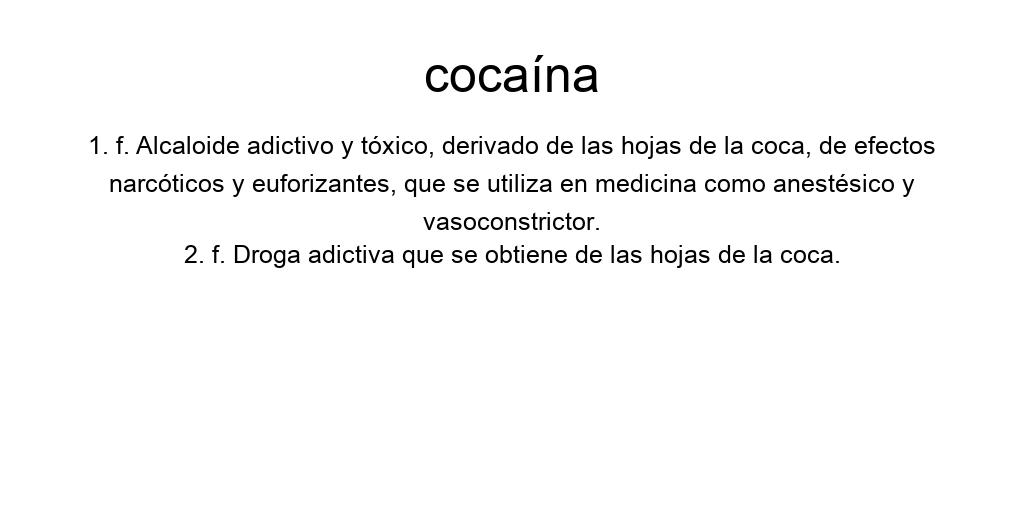 cocaína
1. f. Alcaloide adictivo y tóxico, derivado de las hojas de la coca, de efectos
narcóticos y euforizantes, que se utiliza en medicina como anestésico y
vasoconstrictor.
2. f. Droga adictiva que se obtiene de las hojas de la coca.